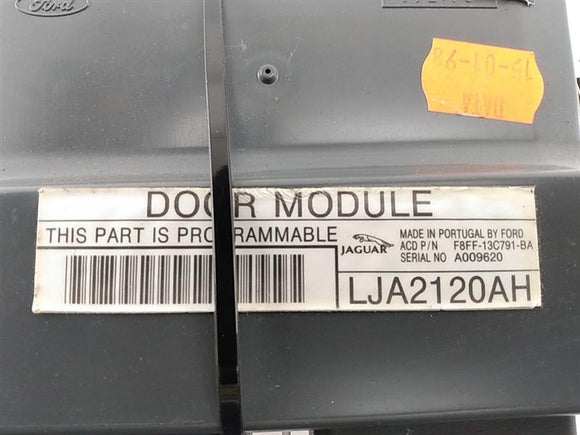 Ford
15-01-98
DATA
DOOR MODULE
THIS PART IS PROGRAMMABLE
JAGUAR
MADE IN PORTUGAL BY FORD
ACD P/N F8FF-13C791-BA
SERIAL NO A009620
LJA2120AH